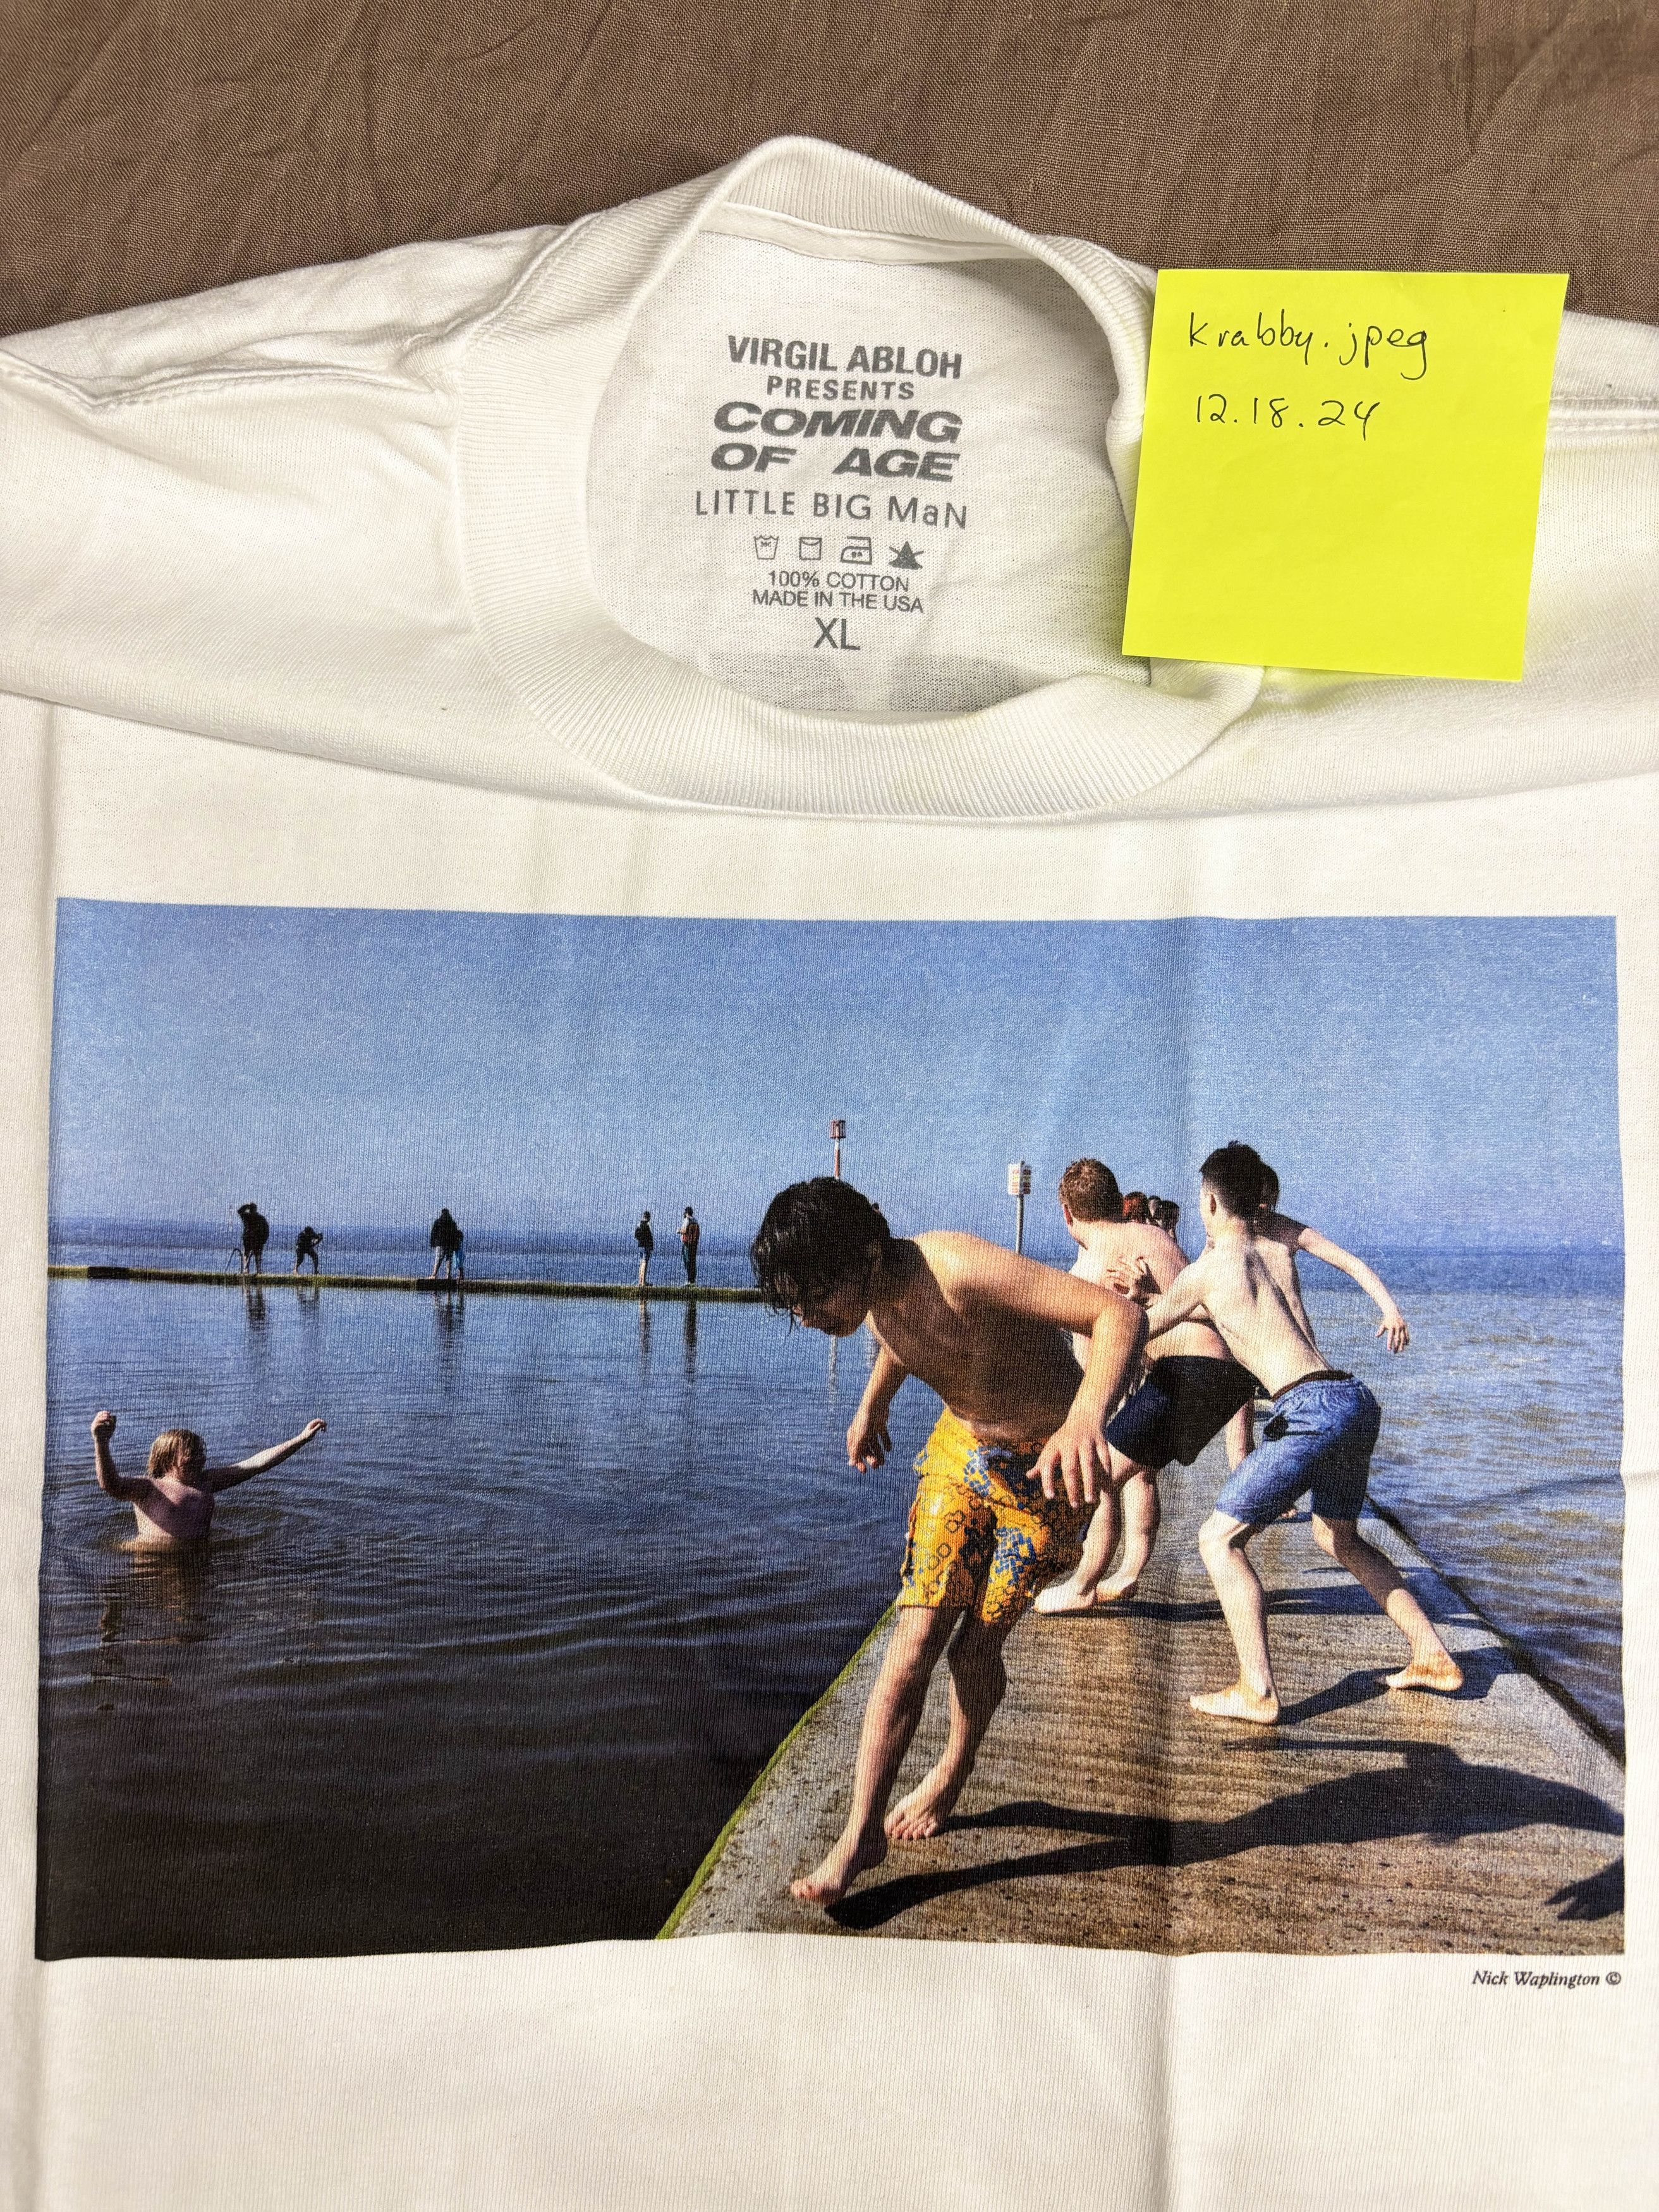 VIRGIL ABLOH
PRESENTS
COMING
OF AGE
LITTLE BIG MaN
100% COTTON
MADE IN THE USA
XL
krabby.jpeg
12.18.24
Nick Waplington ©